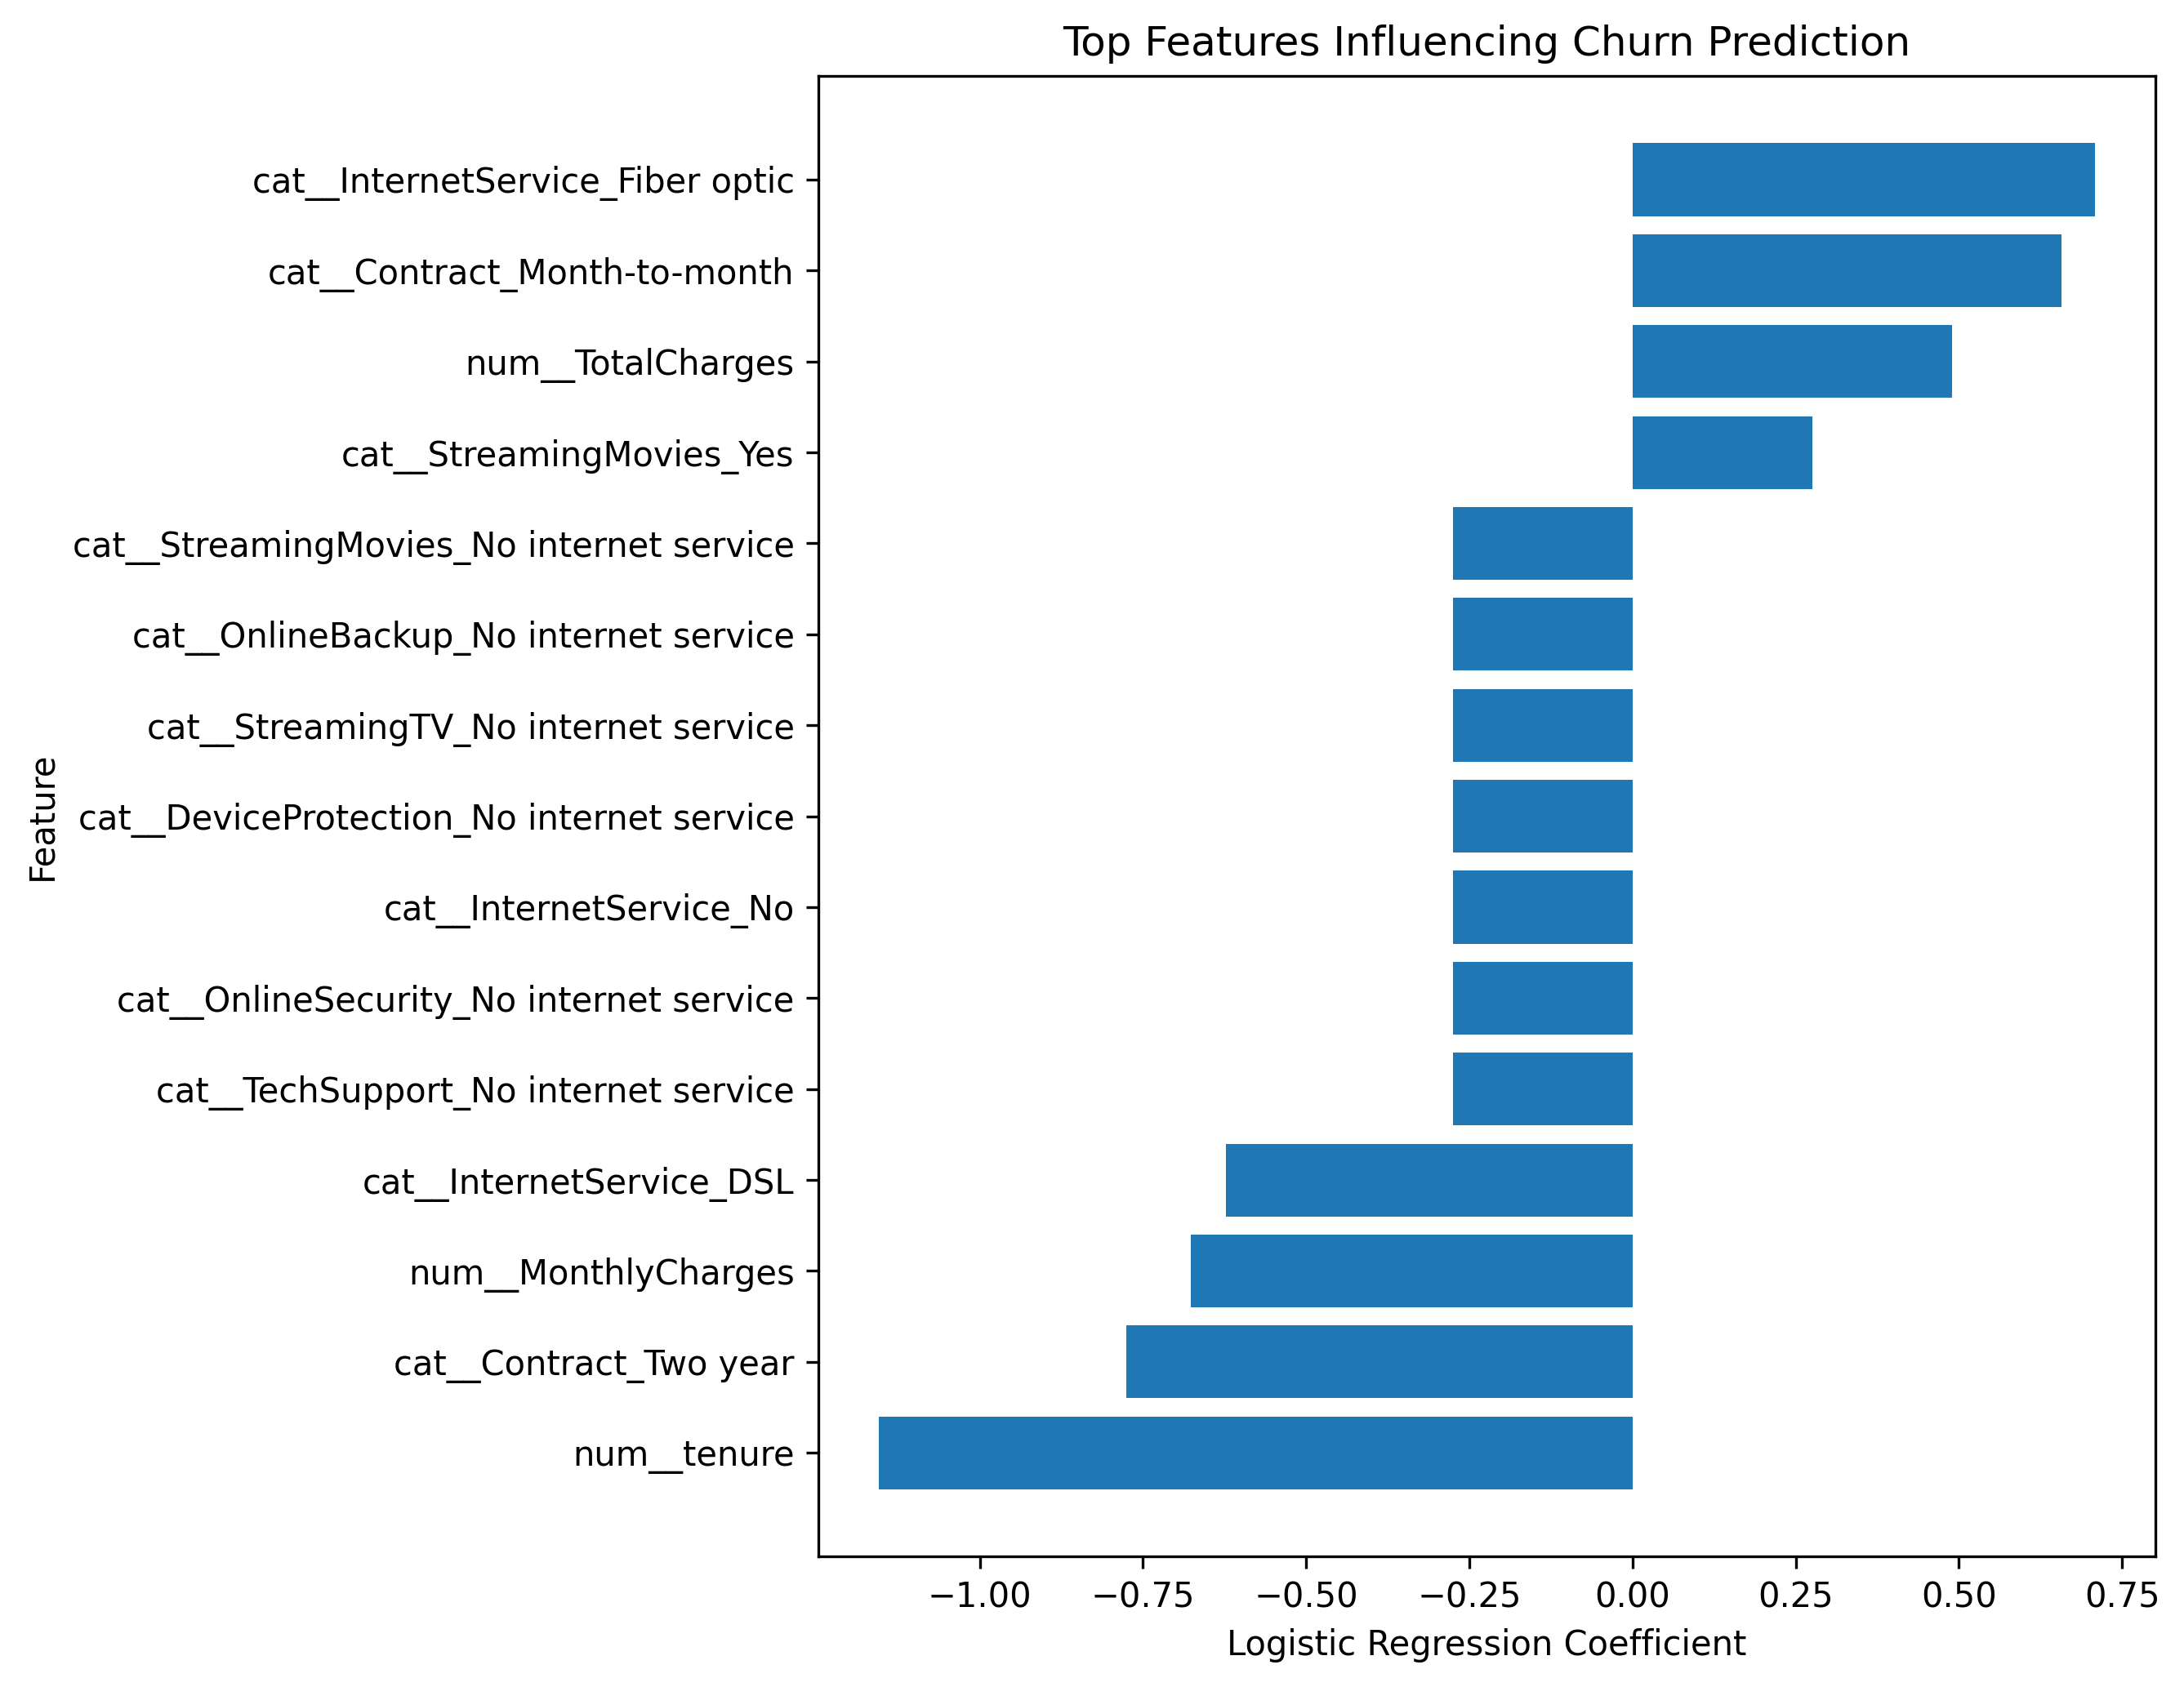 Top Features Influencing Churn Prediction
cat__InternetService_Fiber optic
cat__Contract_Month-to-month
num__TotalCharges
cat__StreamingMovies_Yes
cat__StreamingMovies_No internet service
cat__OnlineBackup_No internet service
cat__StreamingTV_No internet service
cat__DeviceProtection_No internet service
cat__InternetService_No
cat__OnlineSecurity_No internet service
cat__TechSupport_No internet service
cat__InternetService_DSL
num__MonthlyCharges
cat__Contract_Two year
num__tenure
Feature
−1.00 −0.75 −0.50 −0.25 0.00 0.25 0.50 0.75
Logistic Regression Coefficient